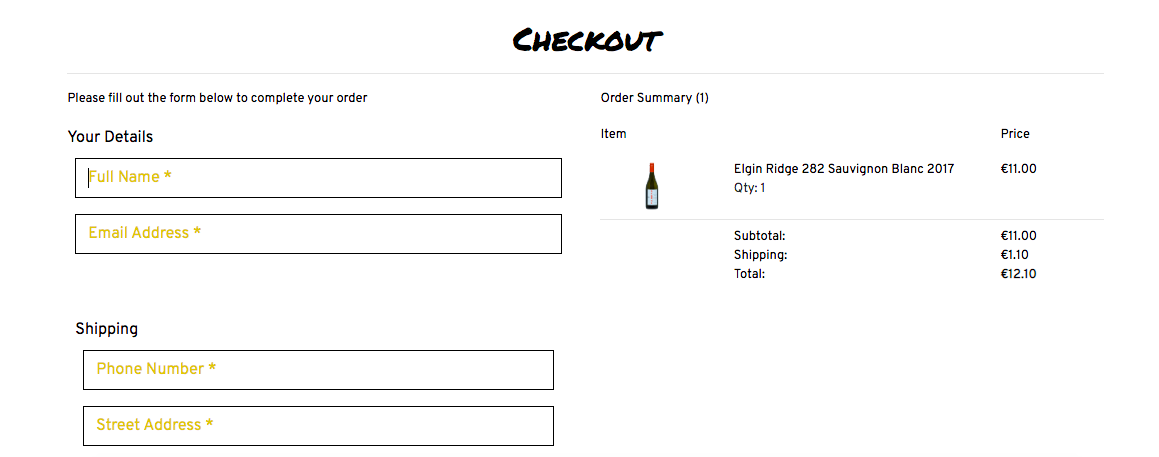 Checkout
Please fill out the form below to complete your order
Your Details
Full Name *
Email Address *
Shipping
Phone Number *
Street Address *
Order Summary (1)
Item Price
Elgin Ridge 282 Sauvignon Blanc 2017 €11.00
Qty: 1
Subtotal: €11.00
Shipping: €1.10
Total: €12.10